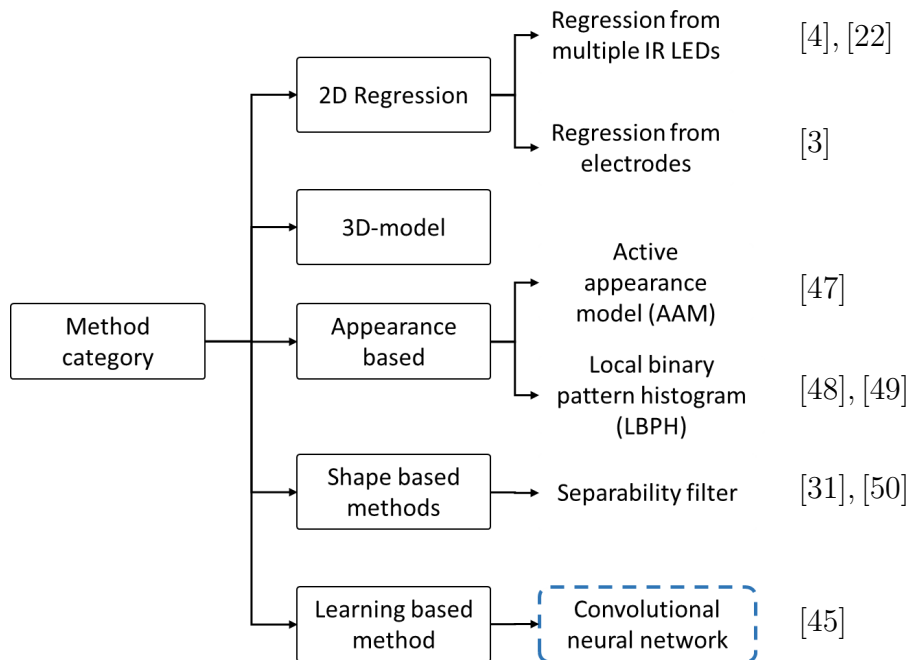 Method
category
2D Regression
Regression from
multiple IR LEDs
[4], [22]
Regression from
electrodes
[3]
3D-model
Appearance
based
Active
appearance
model (AAM)
[47]
Local binary
pattern histogram
(LBPH)
[48], [49]
Shape based
methods
Separability filter
[31], [50]
Learning based
method
Convolutional
neural network
[45]